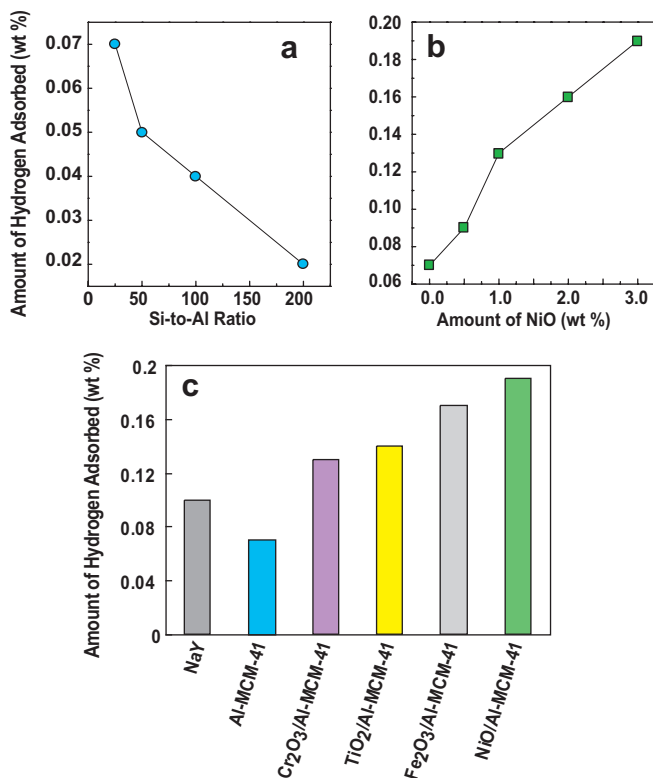 a
Amount of Hydrogen Adsorbed (wt %)
0.07
0.06
0.05
0.04
0.03
0.02
0 50 100 150 200
Si-to-Al Ratio
b
0.20
0.18
0.16
0.14
0.12
0.10
0.08
0.06
0.0 1.0 2.0 3.0
Amount of NiO (wt %)
c
Amount of Hydrogen Adsorbed (wt %)
0.2
0.16
0.12
0.08
0.04
0
NaY
Al-MCM-41
Cr2O3/Al-MCM-41
TiO2/Al-MCM-41
Fe2O3/Al-MCM-41
NiO/Al-MCM-41